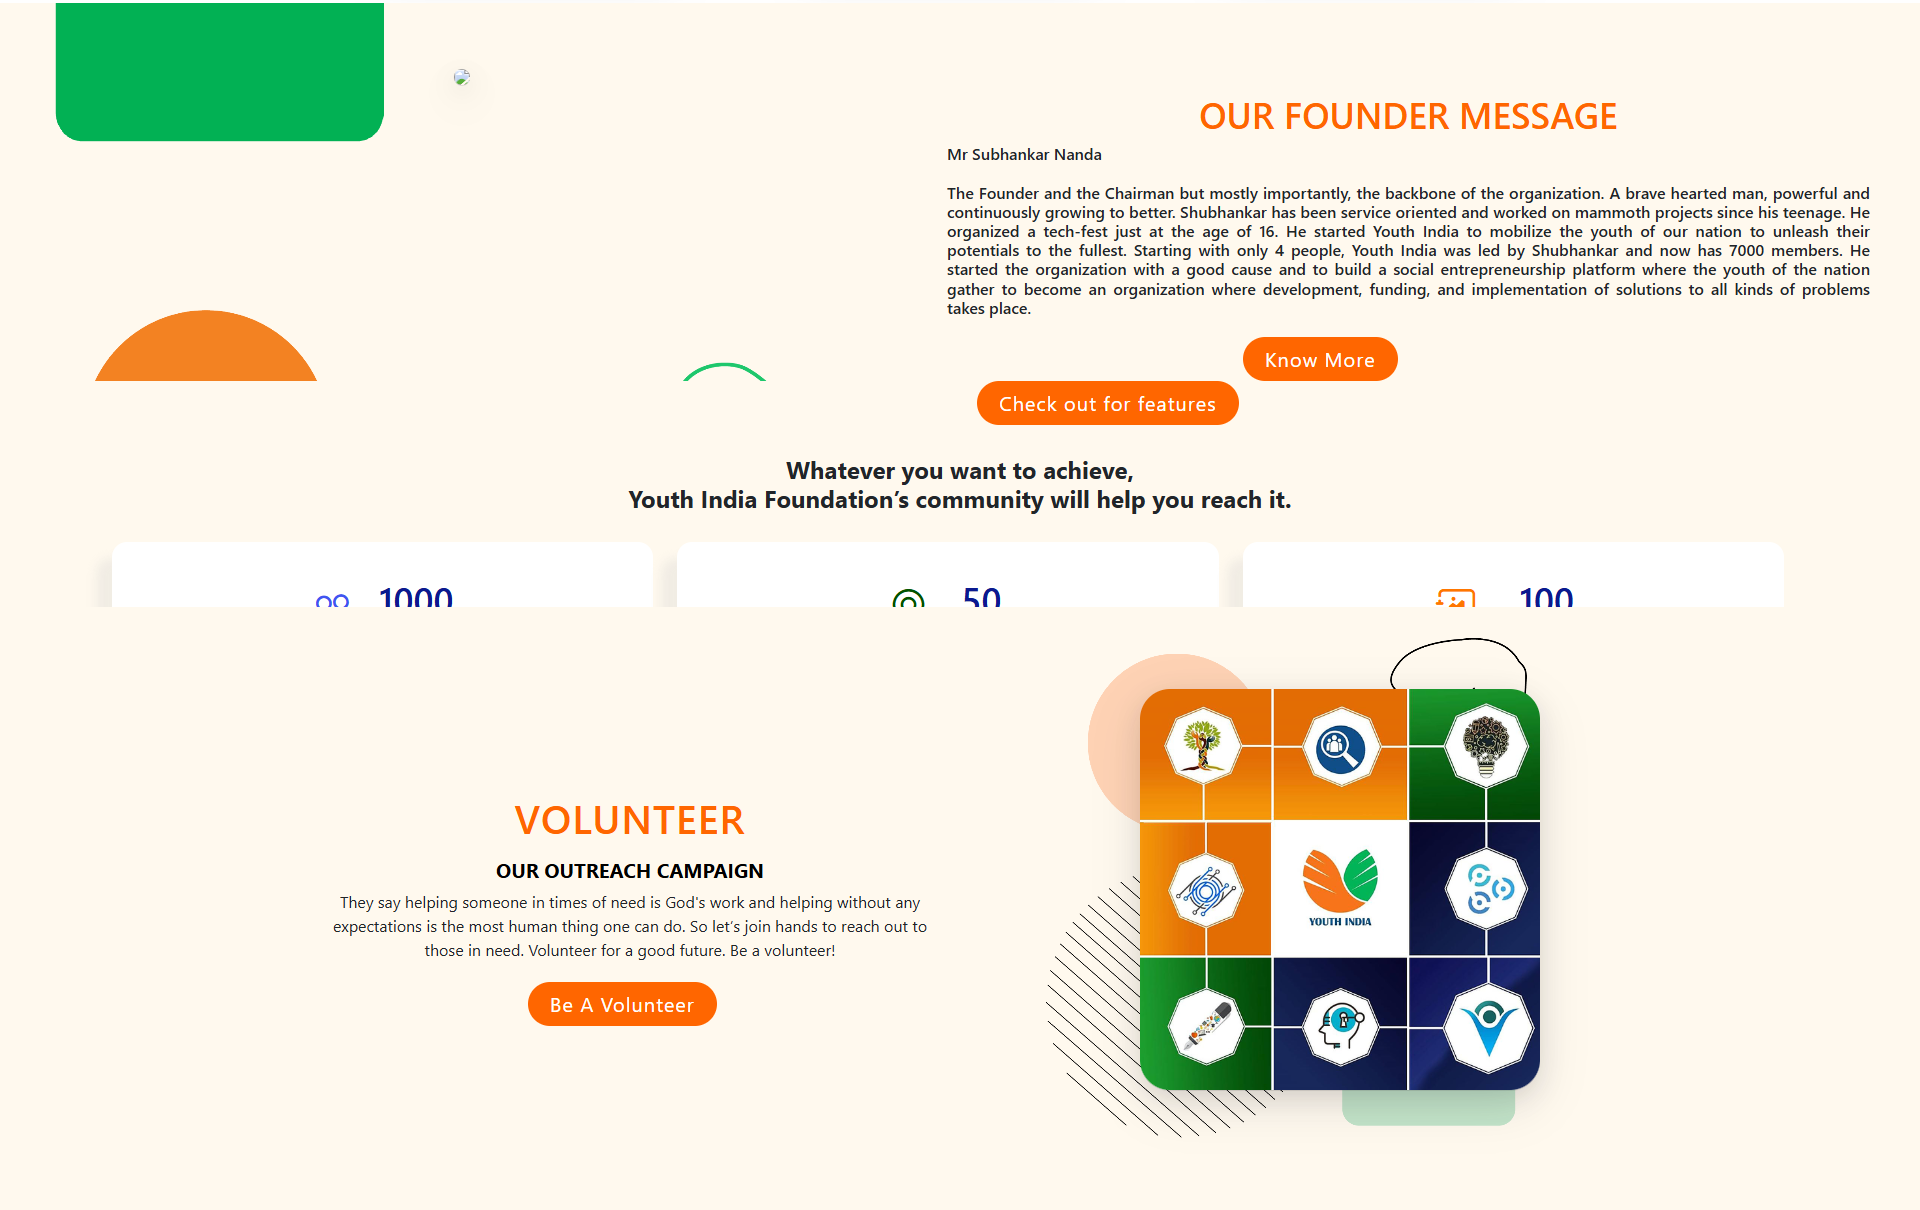 OUR FOUNDER MESSAGE
Mr Subhankar Nanda
The Founder and the Chairman but mostly importantly, the backbone of the organization. A brave hearted man, powerful and
continuously growing to better. Shubhankar has been service oriented and worked on mammoth projects since his teenage. He
organized a tech-fest just at the age of 16. He started Youth India to mobilize the youth of our nation to unleash their
potentials to the fullest. Starting with only 4 people, Youth India was led by Shubhankar and now has 7000 members. He
started the organization with a good cause and to build a social entrepreneurship platform where the youth of the nation
gather to become an organization where development, funding, and implementation of solutions to all kinds of problems
takes place.
Know More
Check out for features
Whatever you want to achieve,
Youth India Foundation’s community will help you reach it.
1000
50
100
VOLUNTEER
OUR OUTREACH CAMPAIGN
They say helping someone in times of need is God's work and helping without any
expectations is the most human thing one can do. So let’s join hands to reach out to
those in need. Volunteer for a good future. Be a volunteer!
Be A Volunteer
YOUTH INDIA